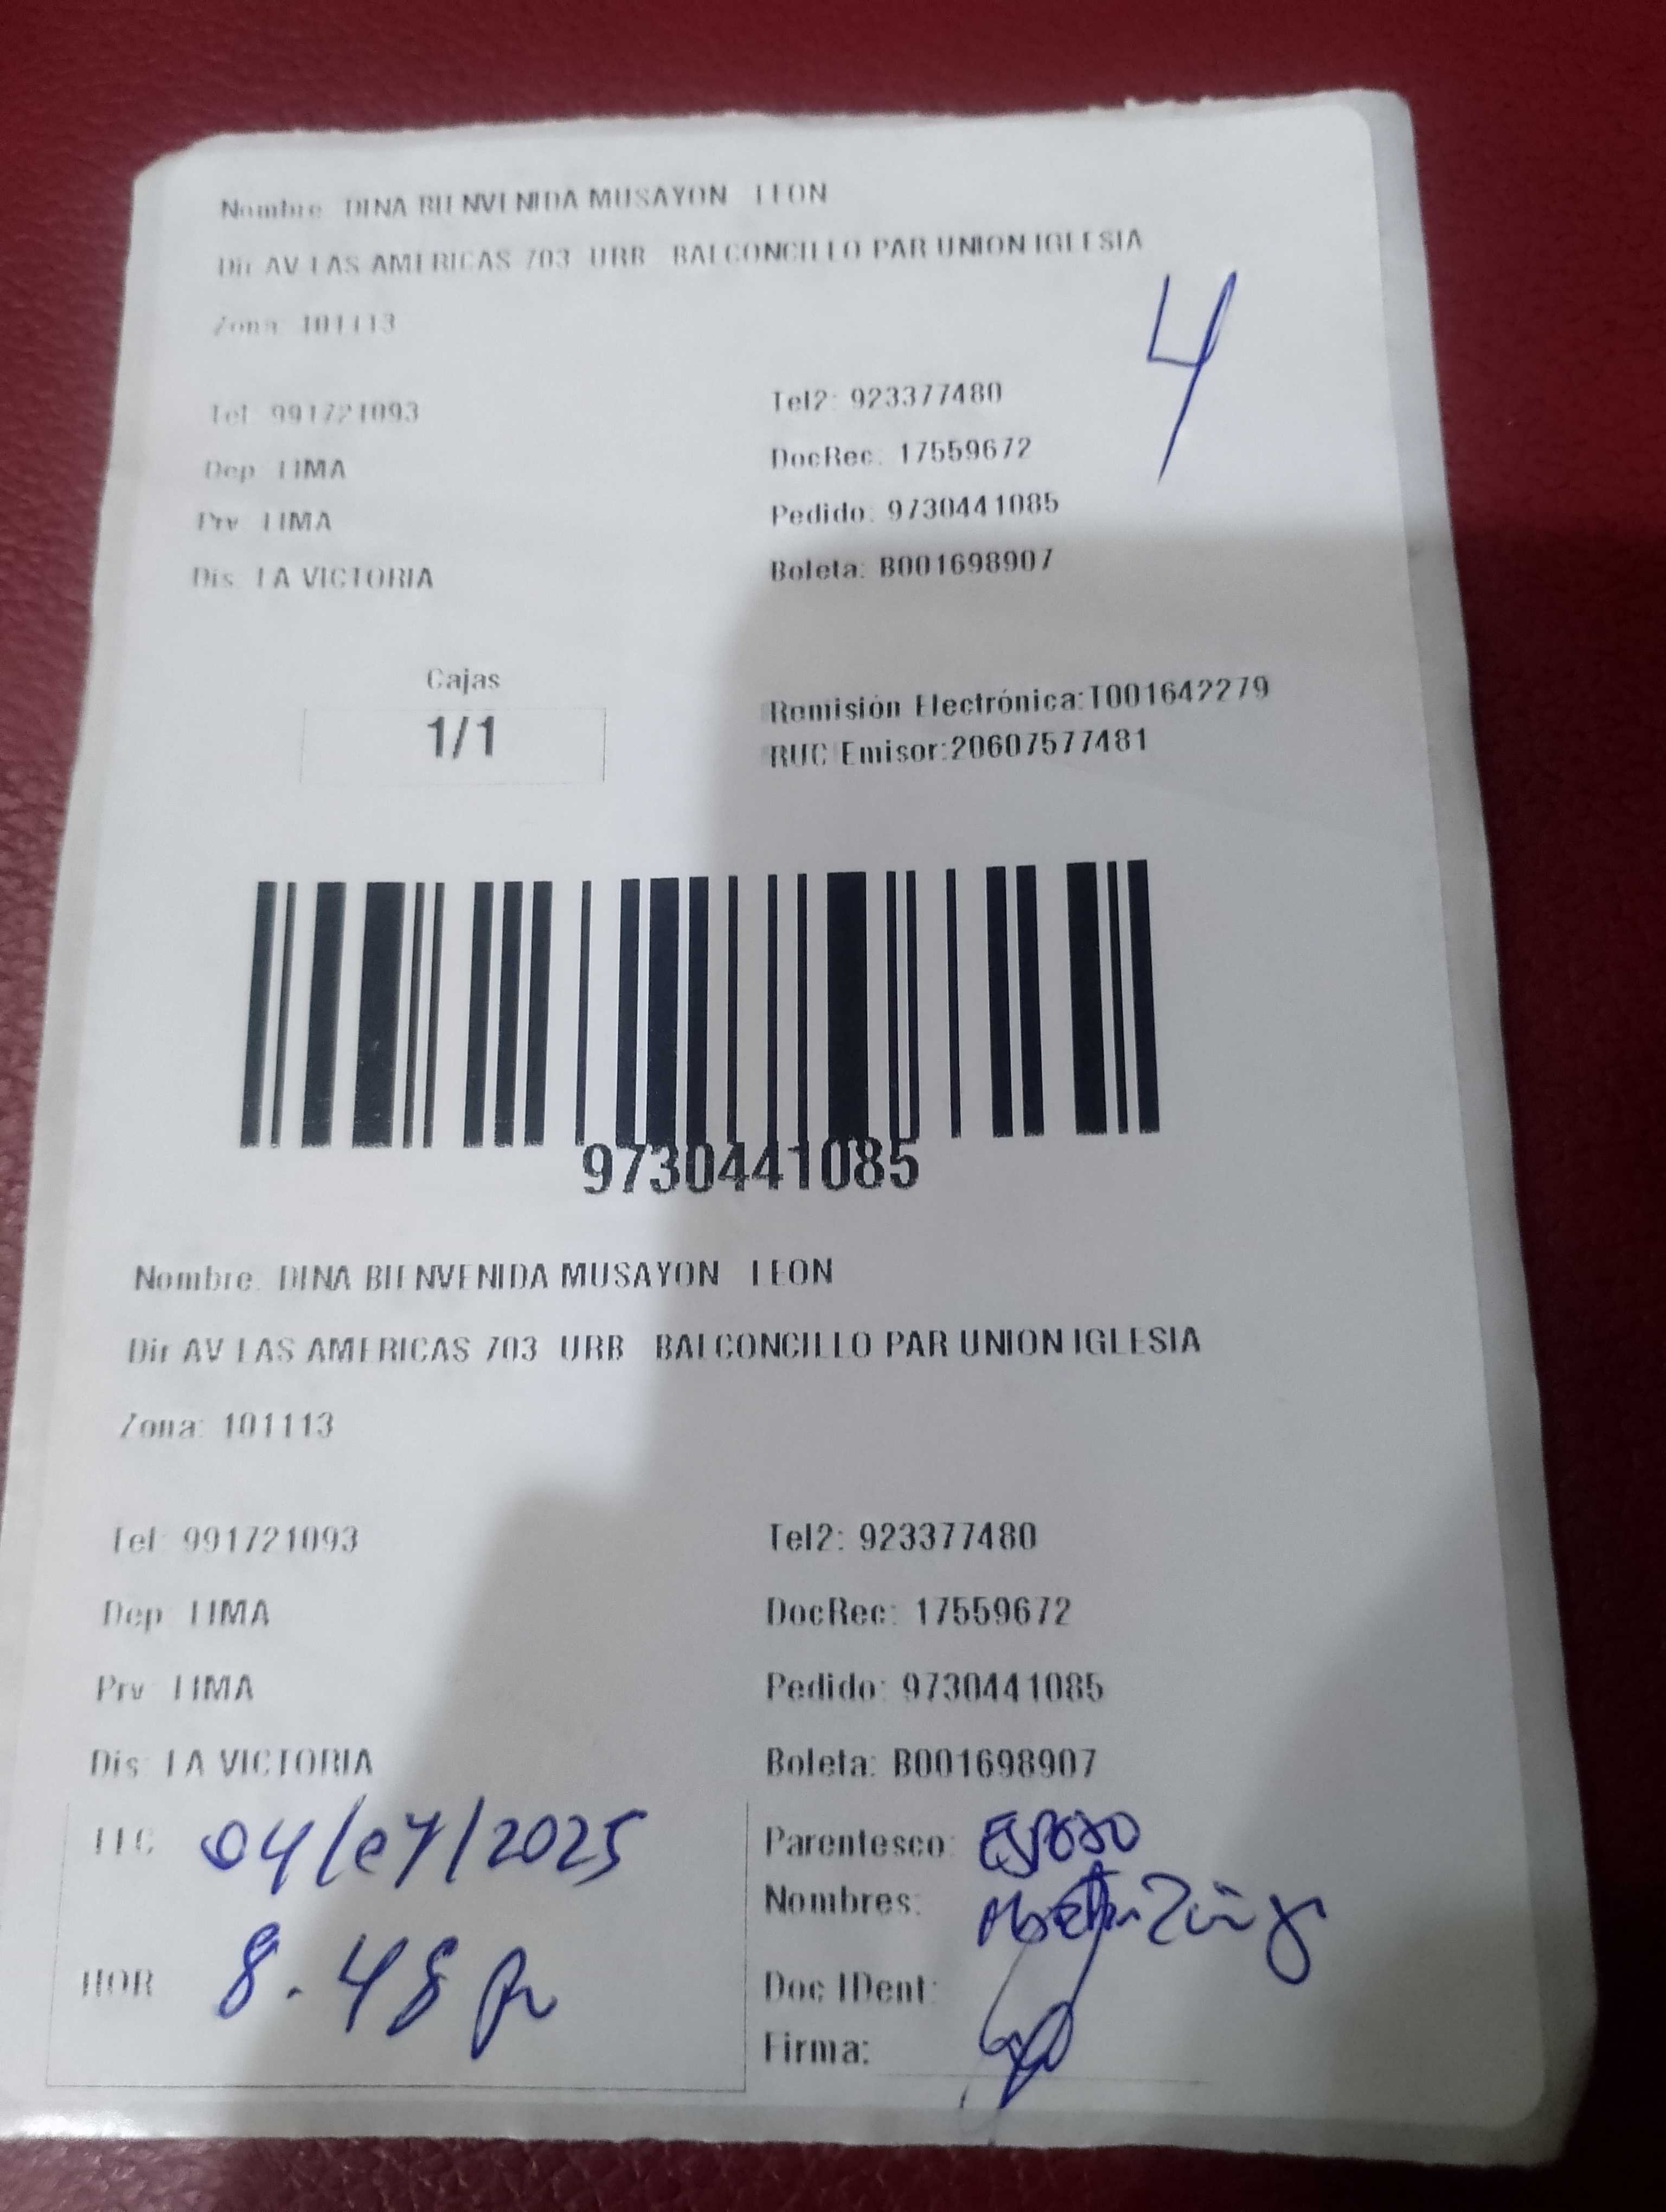 Nombre: DINA BIENVENIDA MUSAYON LEON
Dir AV LAS AMERICAS 703 URB BALCONCILLO PAR UNION IGLESIA
Zona: 101113
4
Tel: 991721093 Tel2: 923377480
Dep: LIMA DocRec: 17559672
Prv: LIMA Pedido: 9730441085
Dis: LA VICTORIA Boleta: B001698907
Cajas
1/1
Remisión Electrónica:T001642279
RUC Emisor:20607577481
9730441085
Nombre: DINA BIENVENIDA MUSAYON LEON
Dir AV LAS AMERICAS 703 URB BALCONCILLO PAR UNION IGLESIA
Zona: 101113
Tel: 991721093 Tel2: 923377480
Dep: LIMA DocRec: 17559672
Prv: LIMA Pedido: 9730441085
Dis: LA VICTORIA Boleta: B001698907
FEC 04/07/2025 Parentesco: ESPOSO
Nombres:
HOR 8.48 Doc IDent:
Firma: